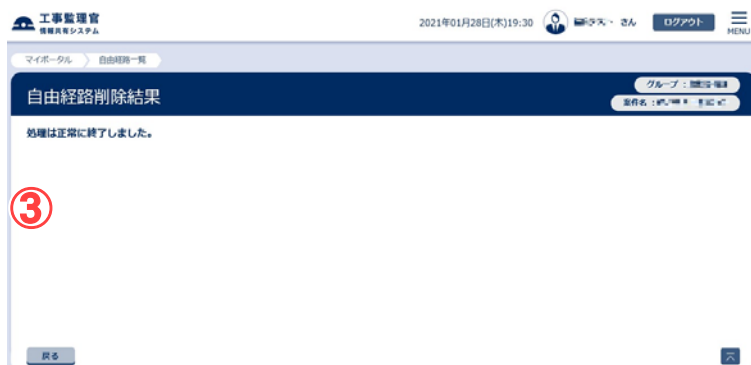 工事監理官
情報共有システム
2021年01月28日(木)19:30
さん
ログアウト
MENU
マイポータル
自由経路一覧
自由経路削除結果
グループ：
案件名：
処理は正常に終了しました。
③
戻る